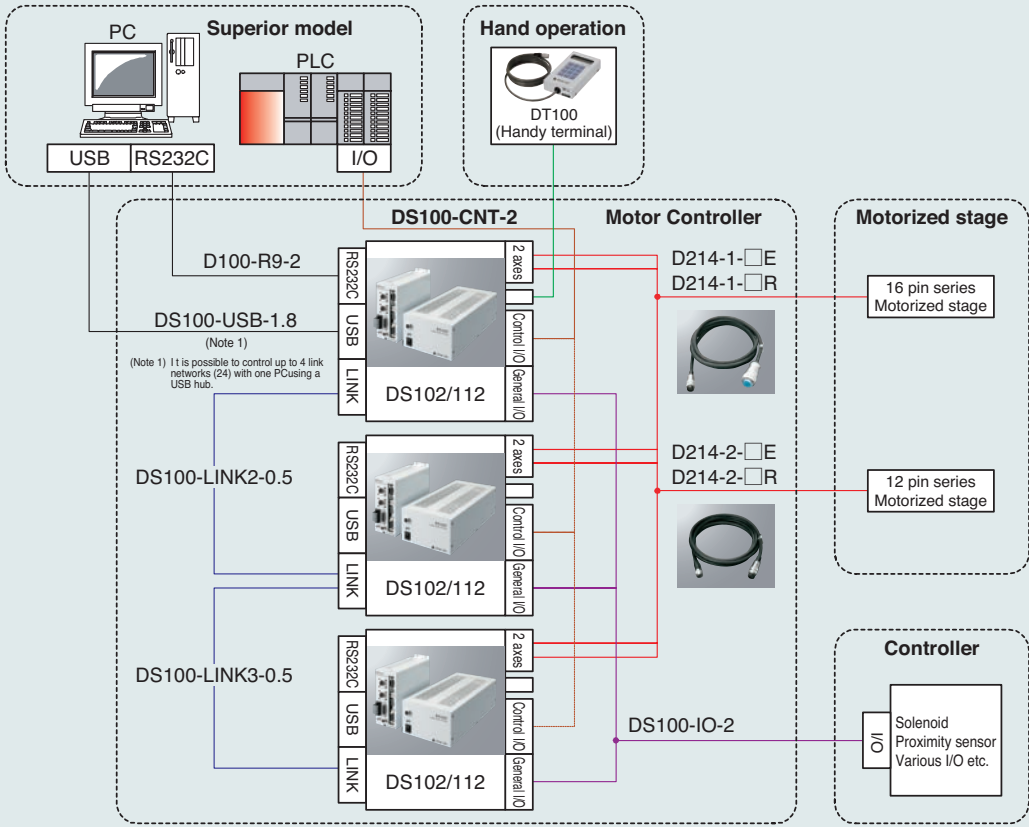 Superior model
PC
PLC
USB
RS232C
I/O
Hand operation
DT100
(Handy terminal)
DS100-CNT-2
Motor Controller
Motorized stage
D100-R9-2
DS100-USB-1.8
(Note 1)
(Note 1) I t is possible to control up to 4 link
networks (24) with one PCusing a
USB hub.
RS232C
USB
LINK
2 axes
Control I/O
General I/O
DS102/112
D214-1-□E
D214-1-□R
16 pin series
Motorized stage
DS100-LINK2-0.5
RS232C
USB
LINK
2 axes
Control I/O
General I/O
DS102/112
D214-2-□E
D214-2-□R
12 pin series
Motorized stage
DS100-LINK3-0.5
RS232C
USB
LINK
2 axes
Control I/O
General I/O
DS102/112
DS100-IO-2
Controller
I/O
Solenoid
Proximity sensor
Various I/O etc.